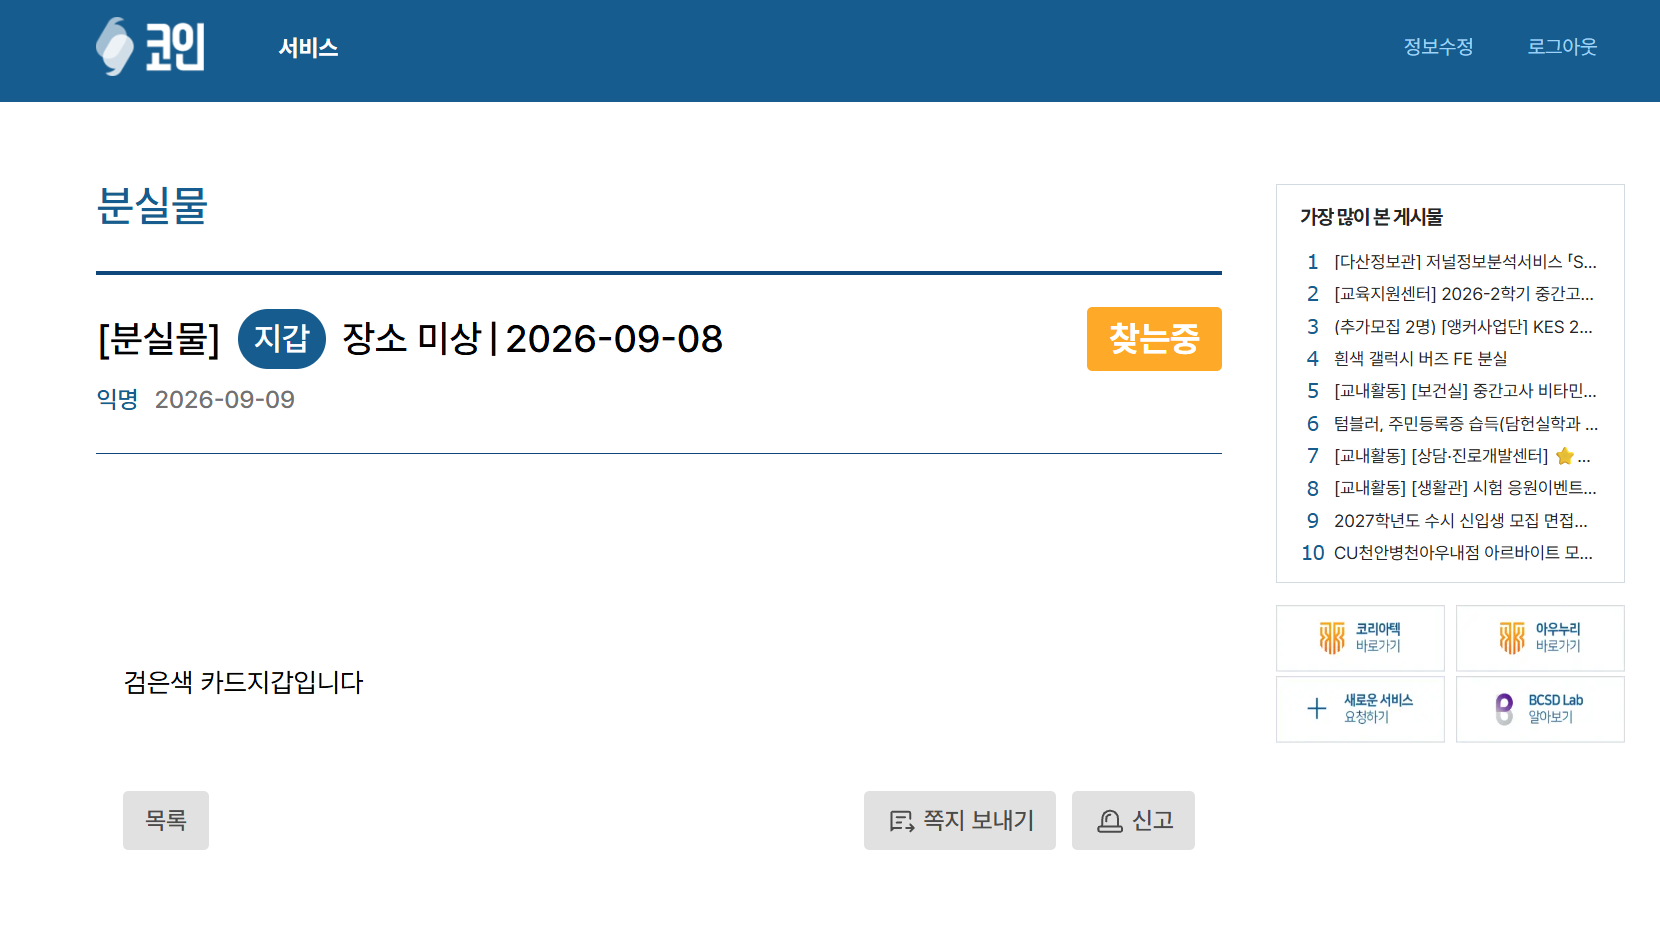 코인
서비스
정보수정
로그아웃
분실물
[분실물] 지갑 장소 미상 | 2026-09-08
찾는중
익명 2026-09-09
검은색 카드지갑입니다
목록
쪽지 보내기
신고
가장 많이 본 게시물
1 [다산정보관] 저널정보분석서비스 「S...
2 [교육지원센터] 2026-2학기 중간고...
3 (추가모집 2명) [앵커사업단] KES 2...
4 흰색 갤럭시 버즈 FE 분실
5 [교내활동] [보건실] 중간고사 비타민...
6 텀블러, 주민등록증 습득(담헌실학과 ...
7 [교내활동] [상담·진로개발센터] ⭐...
8 [교내활동] [생활관] 시험 응원이벤트...
9 2027학년도 수시 신입생 모집 면접...
10 CU천안병천아우내점 아르바이트 모...
코리아텍
바로가기
아우누리
바로가기
새로운 서비스
요청하기
BCSD Lab
알아보기